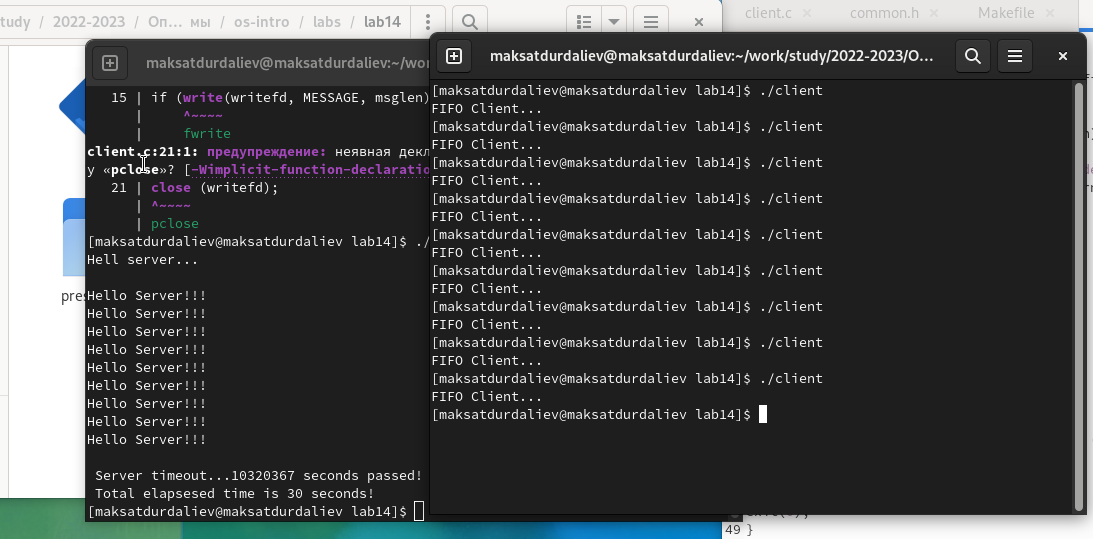 tudy / 2022-2023 / Оп… мы / os-intro / labs / lab14
client.c
common.h
Makefile
maksatdurdaliev@maksatdurdaliev:~/wor
15 | if (write(writefd, MESSAGE, msglen)
| ^~~~~
| fwrite
client.c:21:1: предупреждение: неявная декл
у «pclose»? [-Wimplicit-function-declaratio
21 | close (writefd);
| ^~~~~
| pclose
[maksatdurdaliev@maksatdurdaliev lab14]$ ./
Hell server...
Hello Server!!!
Hello Server!!!
Hello Server!!!
Hello Server!!!
Hello Server!!!
Hello Server!!!
Hello Server!!!
Hello Server!!!
Hello Server!!!
Server timeout...10320367 seconds passed!
Total elapsesed time is 30 seconds!
[maksatdurdaliev@maksatdurdaliev lab14]$
pre
maksatdurdaliev@maksatdurdaliev:~/work/study/2022-2023/O…
[maksatdurdaliev@maksatdurdaliev lab14]$ ./client
FIFO Client...
[maksatdurdaliev@maksatdurdaliev lab14]$ ./client
FIFO Client...
[maksatdurdaliev@maksatdurdaliev lab14]$ ./client
FIFO Client...
[maksatdurdaliev@maksatdurdaliev lab14]$ ./client
FIFO Client...
[maksatdurdaliev@maksatdurdaliev lab14]$ ./client
FIFO Client...
[maksatdurdaliev@maksatdurdaliev lab14]$ ./client
FIFO Client...
[maksatdurdaliev@maksatdurdaliev lab14]$ ./client
FIFO Client...
[maksatdurdaliev@maksatdurdaliev lab14]$ ./client
FIFO Client...
[maksatdurdaliev@maksatdurdaliev lab14]$ ./client
FIFO Client...
[maksatdurdaliev@maksatdurdaliev lab14]$
49 }